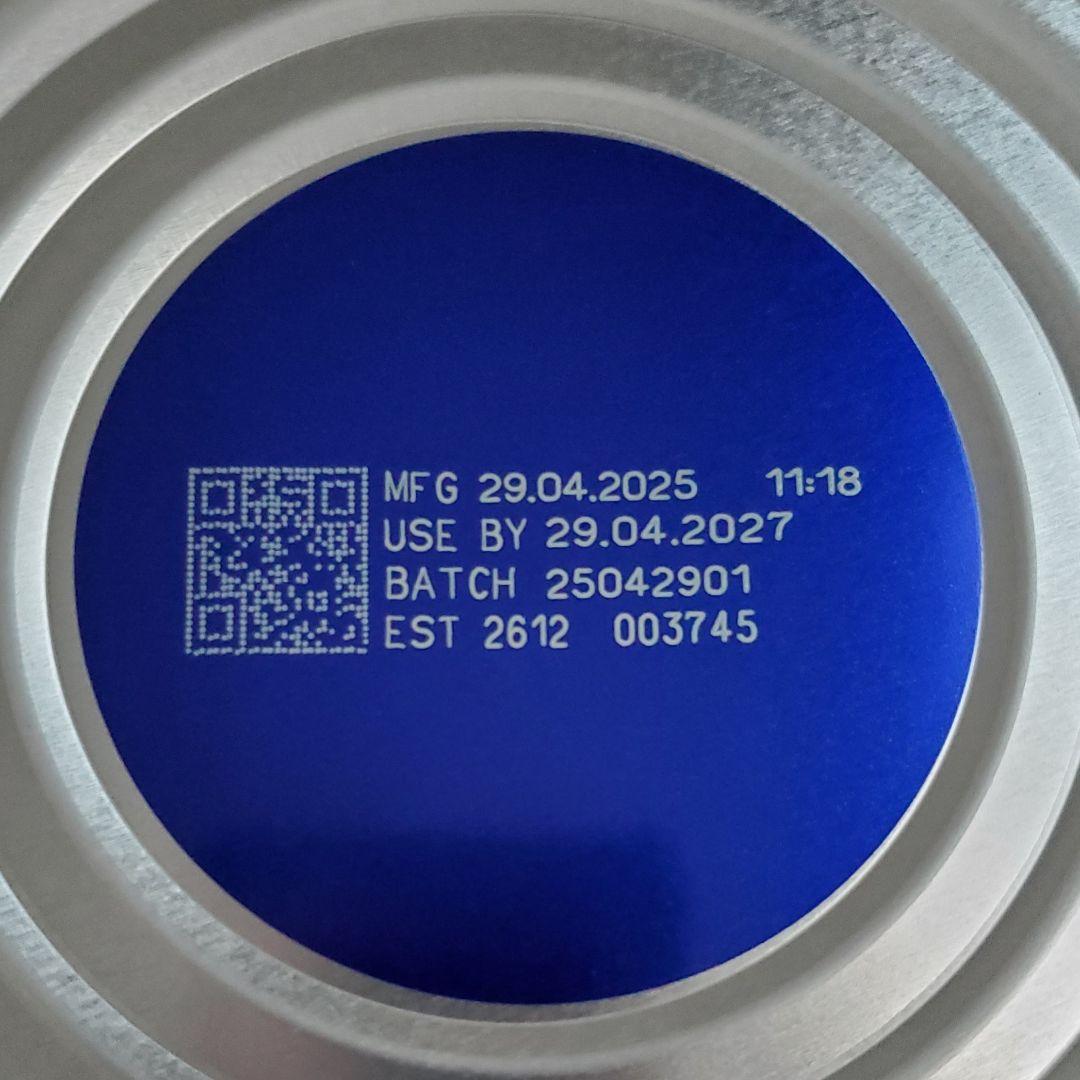 MFG 29.04.2025 11:18
USE BY 29.04.2027
BATCH 25042901
EST 2612 003745